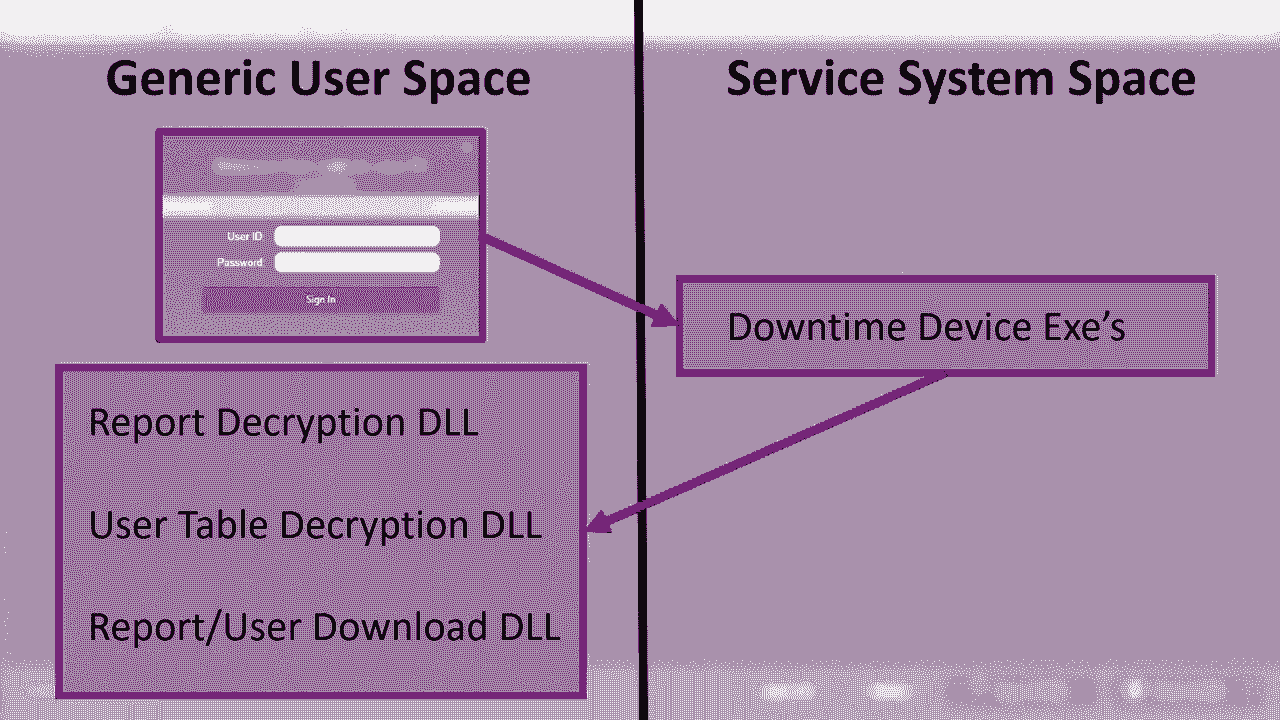 Generic User Space
Service System Space
User ID
Password
Sign In
Downtime Device Exe’s
Report Decryption DLL
User Table Decryption DLL
Report/User Download DLL